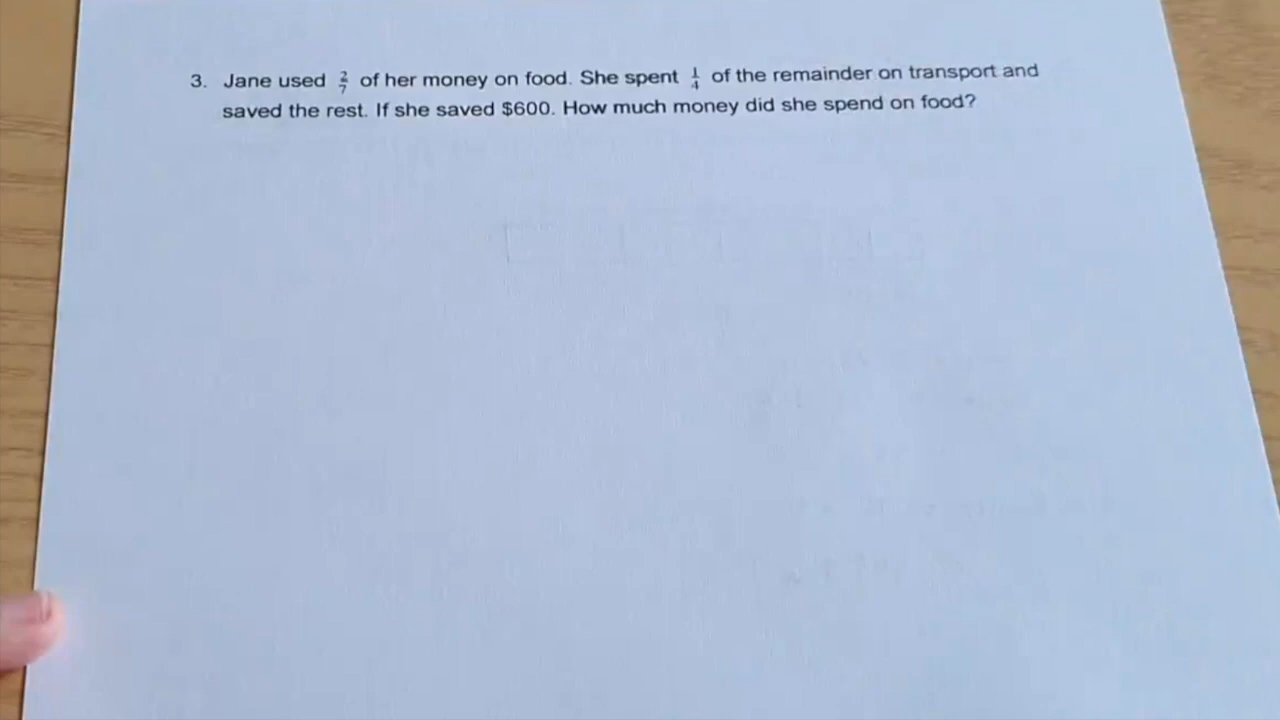 3. Jane used 2/7 of her money on food. She spent 1/4 of the remainder on transport and
saved the rest. If she saved $600. How much money did she spend on food?